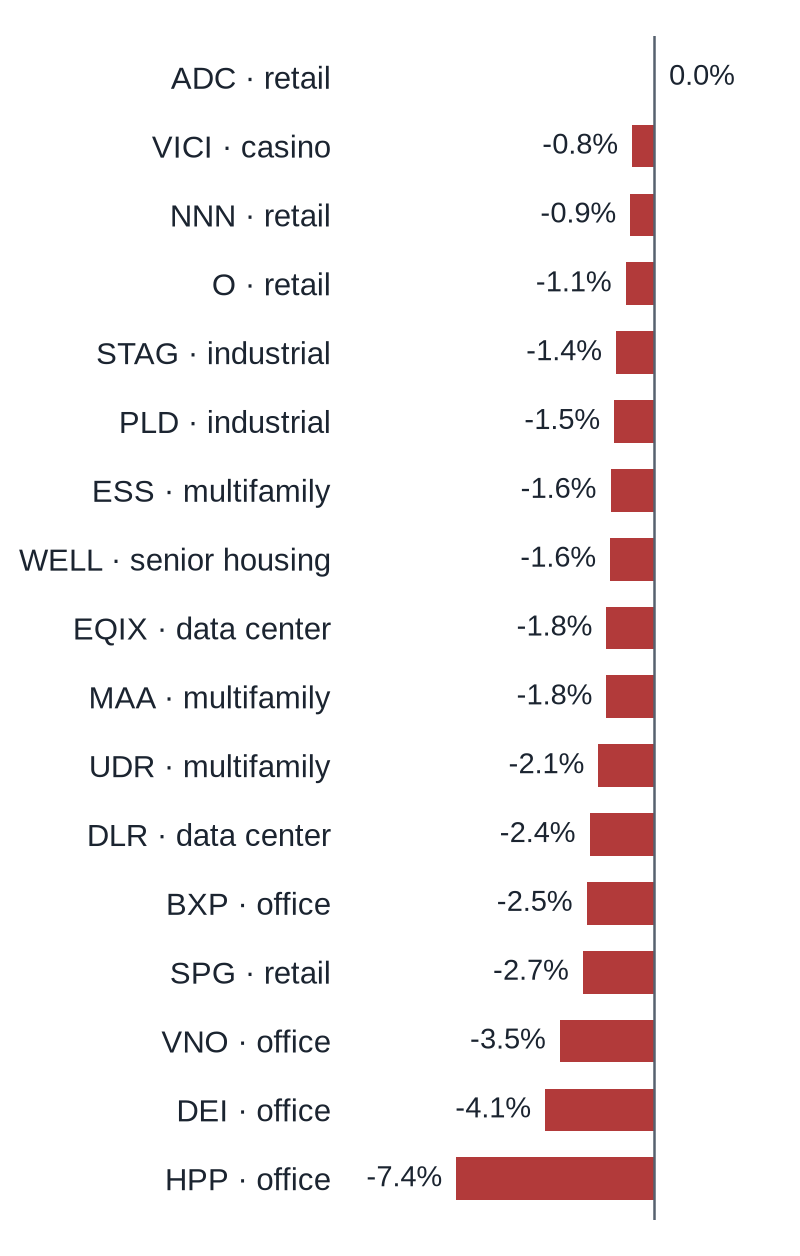 ADC · retail 0.0%
VICI · casino -0.8%
NNN · retail -0.9%
O · retail -1.1%
STAG · industrial -1.4%
PLD · industrial -1.5%
ESS · multifamily -1.6%
WELL · senior housing -1.6%
EQIX · data center -1.8%
MAA · multifamily -1.8%
UDR · multifamily -2.1%
DLR · data center -2.4%
BXP · office -2.5%
SPG · retail -2.7%
VNO · office -3.5%
DEI · office -4.1%
HPP · office -7.4%